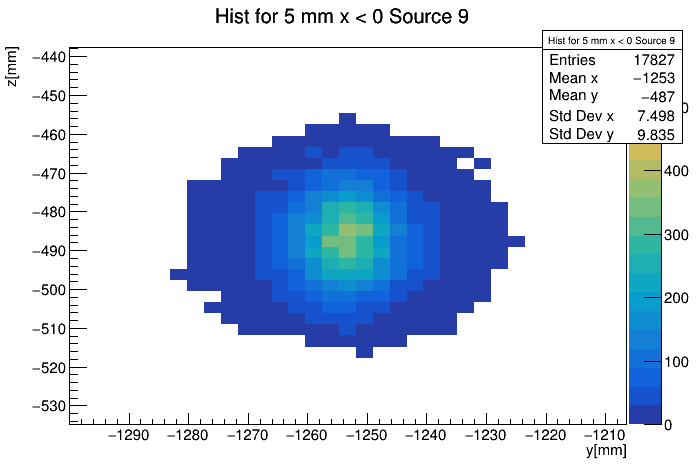 Hist for 5 mm x < 0 Source 9
Hist for 5 mm x < 0 Source 9
Entries 17827
Mean x −1253
Mean y −487
Std Dev x 7.498
Std Dev y 9.835
z[mm]
−440
−450
−460
−470
−480
−490
−500
−510
−520
−530
0
400
300
200
100
0
−1290 −1280 −1270 −1260 −1250 −1240 −1230 −1220 −1210
y[mm]